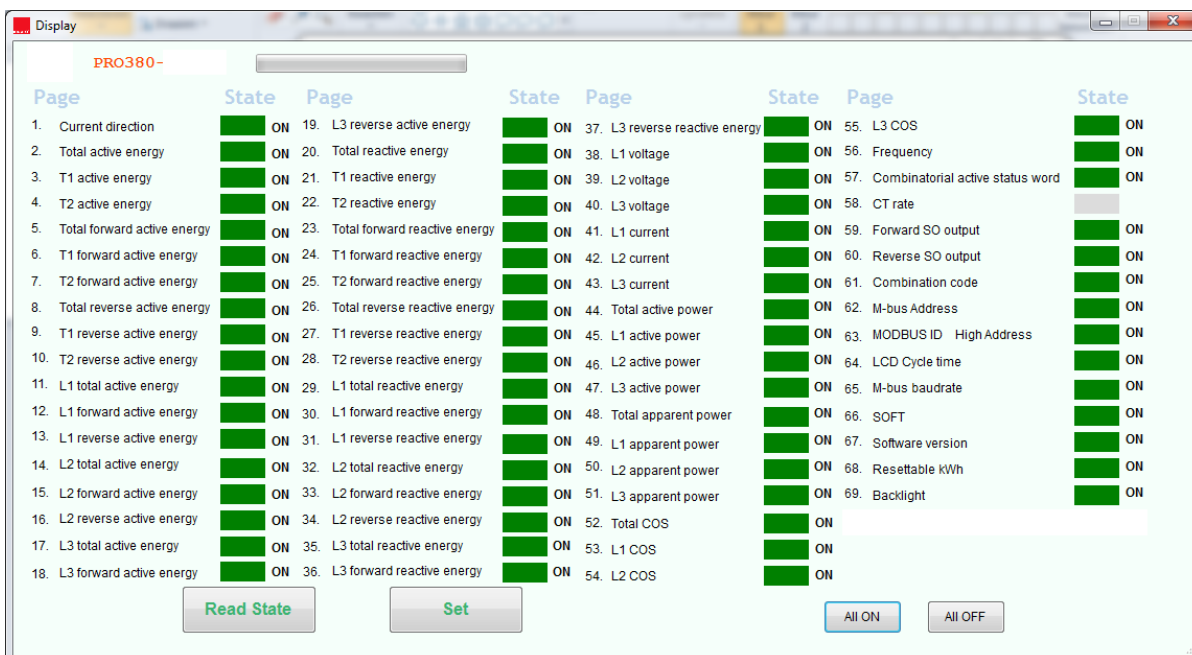 Display
PRO380-
Page State
1. Current direction ON
2. Total active energy ON
3. T1 active energy ON
4. T2 active energy ON
5. Total forward active energy ON
6. T1 forward active energy ON
7. T2 forward active energy ON
8. Total reverse active energy ON
9. T1 reverse active energy ON
10. T2 reverse active energy ON
11. L1 total active energy ON
12. L1 forward active energy ON
13. L1 reverse active energy ON
14. L2 total active energy ON
15. L2 forward active energy ON
16. L2 reverse active energy ON
17. L3 total active energy ON
18. L3 forward active energy ON
Page State
19. L3 reverse active energy ON
20. Total reactive energy ON
21. T1 reactive energy ON
22. T2 reactive energy ON
23. Total forward reactive energy ON
24. T1 forward reactive energy ON
25. T2 forward reactive energy ON
26. Total reverse reactive energy ON
27. T1 reverse reactive energy ON
28. T2 reverse reactive energy ON
29. L1 total reactive energy ON
30. L1 forward reactive energy ON
31. L1 reverse reactive energy ON
32. L2 total reactive energy ON
33. L2 forward reactive energy ON
34. L2 reverse reactive energy ON
35. L3 total reactive energy ON
36. L3 forward reactive energy ON
Page State
37. L3 reverse reactive energy ON
38. L1 voltage ON
39. L2 voltage ON
40. L3 voltage ON
41. L1 current ON
42. L2 current ON
43. L3 current ON
44. Total active power ON
45. L1 active power ON
46. L2 active power ON
47. L3 active power ON
48. Total apparent power ON
49. L1 apparent power ON
50. L2 apparent power ON
51. L3 apparent power ON
52. Total COS ON
53. L1 COS ON
54. L2 COS ON
Page State
55. L3 COS ON
56. Frequency ON
57. Combinatorial active status word ON
58. CT rate
59. Forward SO output ON
60. Reverse SO output ON
61. Combination code ON
62. M-bus Address ON
63. MODBUS ID High Address ON
64. LCD Cycle time ON
65. M-bus baudrate ON
66. SOFT ON
67. Software version ON
68. Resettable kWh ON
69. Backlight ON
Read State
Set
All ON
All OFF